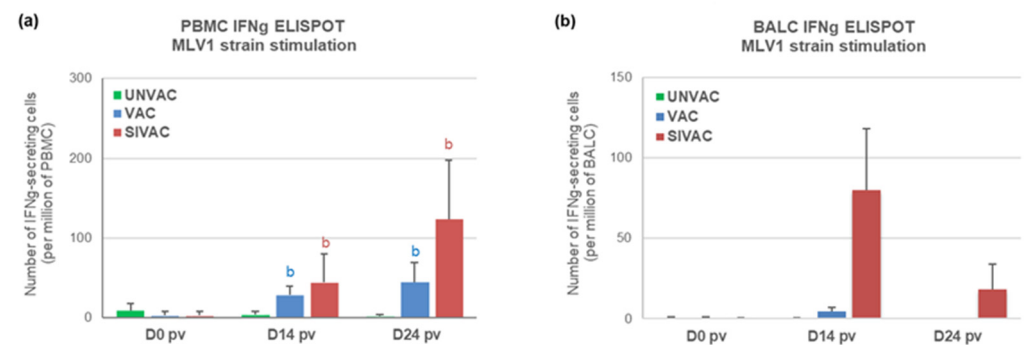 (a)
PBMC IFNg ELISPOT
MLV1 strain stimulation
Number of IFNg-secreting cells
(per million of PBMC)
300
200
100
0
UNVAC
VAC
SIVAC
b
b
b
b
D0 pv
D14 pv
D24 pv
(b)
BALC IFNg ELISPOT
MLV1 strain stimulation
Number of IFNg-secreting cells
(per million of BALC)
150
100
50
0
UNVAC
VAC
SIVAC
D0 pv
D14 pv
D24 pv